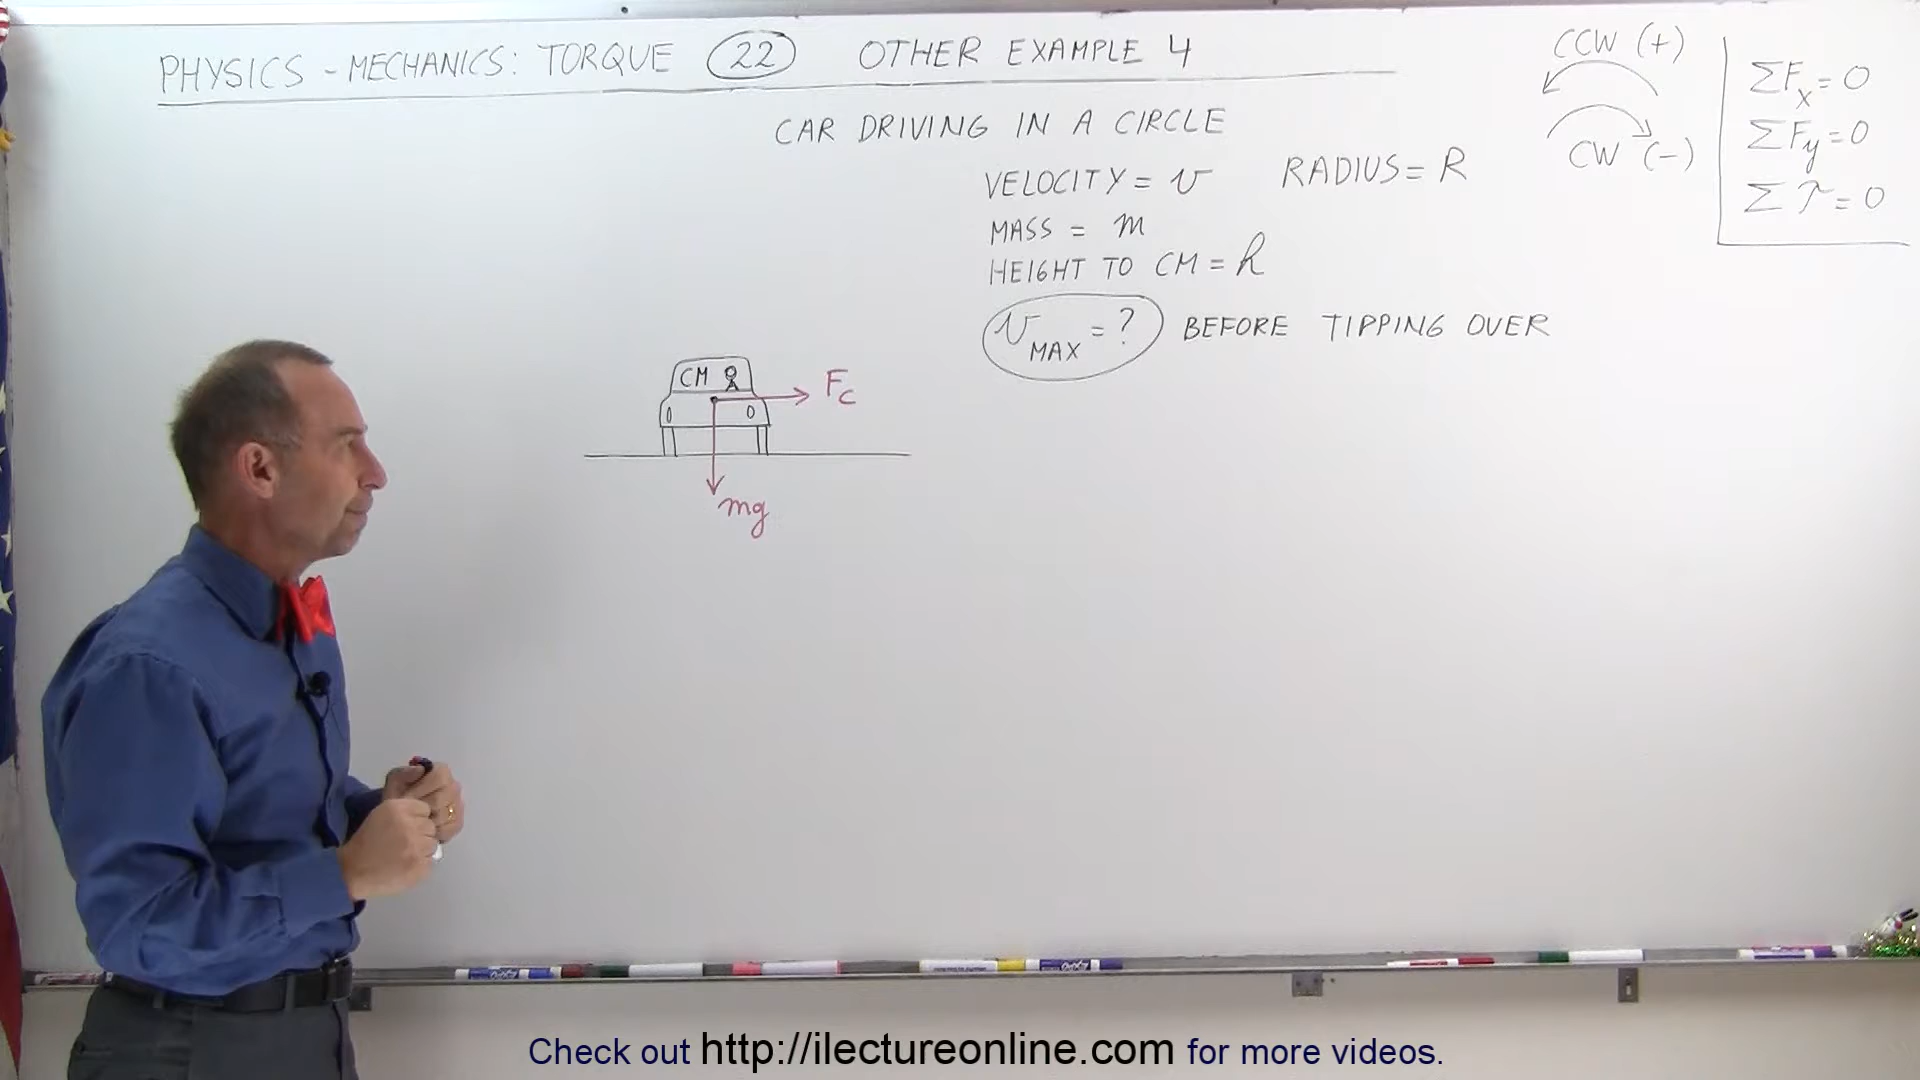 PHYSICS - MECHANICS: TORQUE 22 OTHER EXAMPLE 4
CAR DRIVING IN A CIRCLE
VELOCITY = v RADIUS = R
MASS = m
HEIGHT TO CM = h
v MAX = ? BEFORE TIPPING OVER
CCW (+)
CW (-)
ΣFx = 0
ΣFy = 0
Στ = 0
CM
Fc
mg
Check out http://ilectureonline.com for more videos.